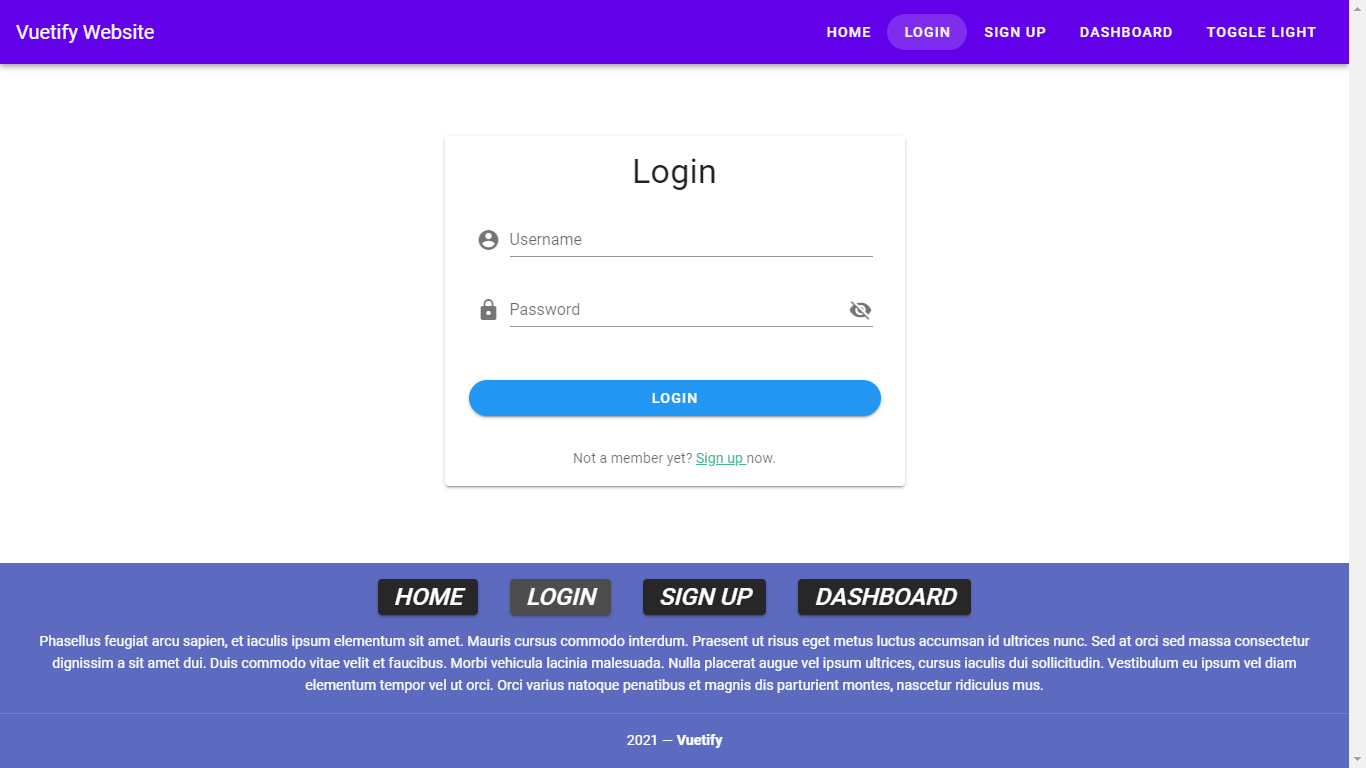 Vuetify Website
HOME LOGIN SIGN UP DASHBOARD TOGGLE LIGHT
Login
Username
Password
LOGIN
Not a member yet? Sign up now.
HOME LOGIN SIGN UP DASHBOARD
Phasellus feugiat arcu sapien, et iaculis ipsum elementum sit amet. Mauris cursus commodo interdum. Praesent ut risus eget metus luctus accumsan id ultrices nunc. Sed at orci sed massa consectetur
dignissim a sit amet dui. Duis commodo vitae velit et faucibus. Morbi vehicula lacinia malesuada. Nulla placerat augue vel ipsum ultrices, cursus iaculis dui sollicitudin. Vestibulum eu ipsum vel diam
elementum tempor vel ut orci. Orci varius natoque penatibus et magnis dis parturient montes, nascetur ridiculus mus.
2021 — Vuetify